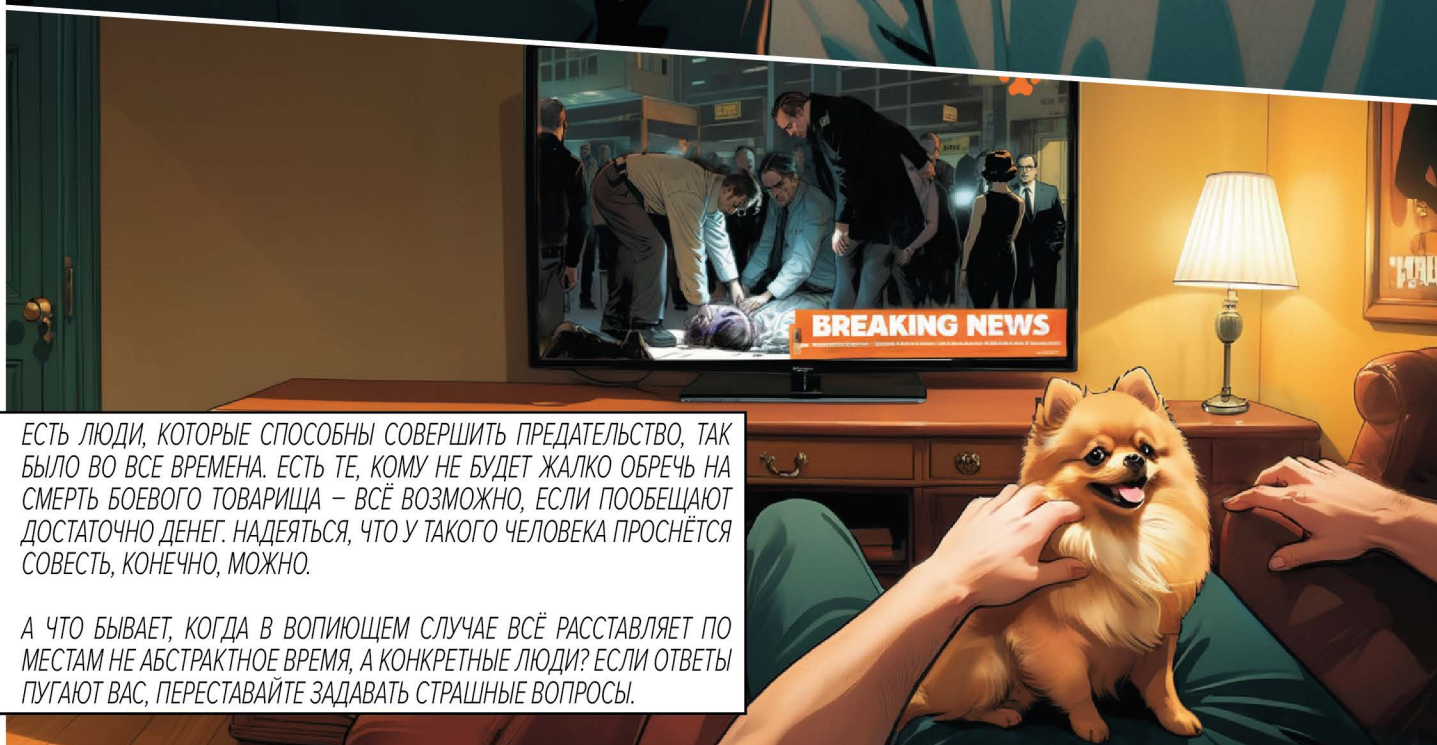 BREAKING NEWS
ЕСТЬ ЛЮДИ, КОТОРЫЕ СПОСОБНЫ СОВЕРШИТЬ ПРЕДАТЕЛЬСТВО, ТАК
БЫЛО ВО ВСЕ ВРЕМЕНА. ЕСТЬ ТЕ, КОМУ НЕ БУДЕТ ЖАЛКО ОБРЕЧЬ НА
СМЕРТЬ БОЕВОГО ТОВАРИЩА – ВСЁ ВОЗМОЖНО, ЕСЛИ ПООБЕЩАЮТ
ДОСТАТОЧНО ДЕНЕГ. НАДЕЯТЬСЯ, ЧТО У ТАКОГО ЧЕЛОВЕКА ПРОСНЁТСЯ
СОВЕСТЬ, КОНЕЧНО, МОЖНО.
А ЧТО БЫВАЕТ, КОГДА В ВОПИЮЩЕМ СЛУЧАЕ ВСЁ РАССТАВЛЯЕТ ПО
МЕСТАМ НЕ АБСТРАКТНОЕ ВРЕМЯ, А КОНКРЕТНЫЕ ЛЮДИ? ЕСЛИ ОТВЕТЫ
ПУГАЮТ ВАС, ПЕРЕСТАВАЙТЕ ЗАДАВАТЬ СТРАШНЫЕ ВОПРОСЫ.